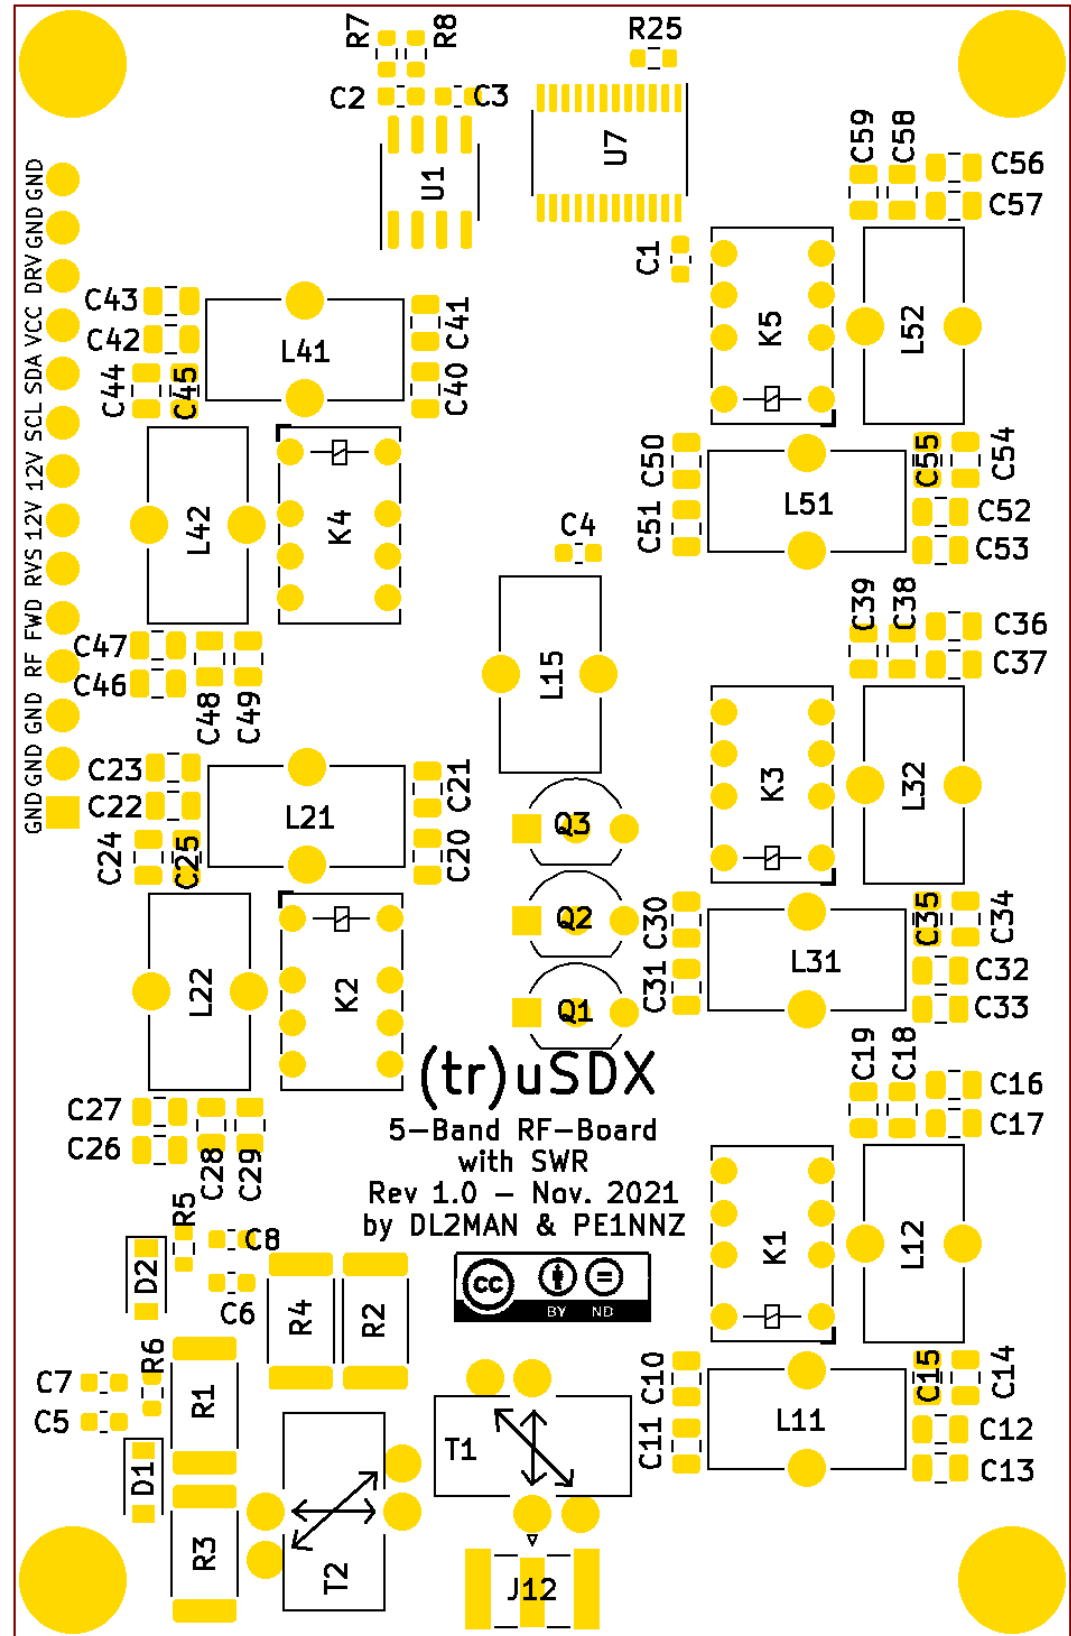 R7
R8
R25
C2
C3
U1
U7
C59
C58
C56
C57
C1
K5
L52
GND
GND
DRV
VCC
SDA
SCL
12V
12V
RVS
FWD
RF
GND
GND
GND
C43
C42
C44
C45
L41
C41
C40
L42
K4
C50
C51
L51
C55
C54
C52
C53
C4
C47
C46
C48
C49
L15
C39
C38
C36
C37
K3
L32
C23
C22
C24
C25
L21
C21
C20
Q3
Q2
Q1
L22
K2
C30
C31
L31
C35
C34
C32
C33
(tr)uSDX
5-Band RF-Board
with SWR
Rev 1.0 - Nov. 2021
by DL2MAN & PE1NNZ
cc
BY ND
C27
C26
C28
C29
C19
C18
C16
C17
K1
L12
R5
C8
D2
C6
R4
R2
R6
C7
C5
R1
D1
R3
T2
T1
J12
C10
C11
L11
C15
C14
C12
C13